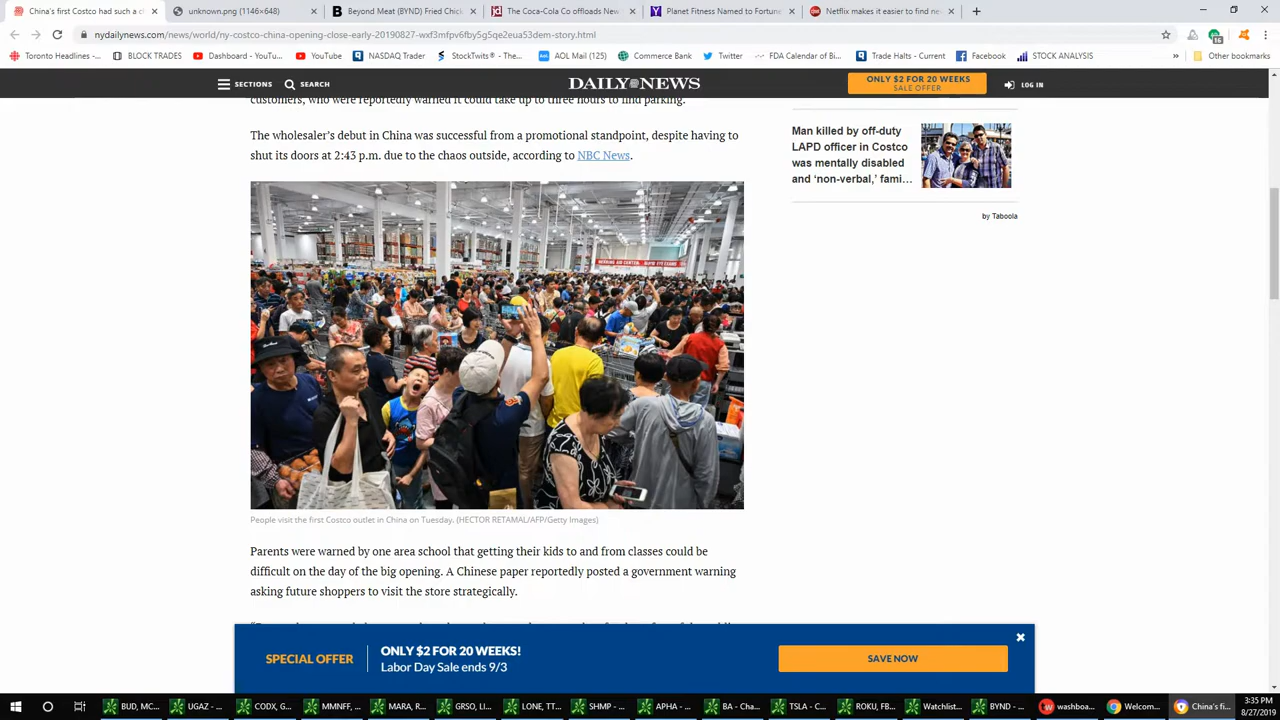 China's first Costco had such a c
unknown.png (1146×648)
Beyond Meat (BYND) Fried Chick
The Coca-Cola Co offloads New
Planet Fitness Named to Fortune
Netflix makes it easier to find ne
nydailynews.com/news/world/ny-costco-china-opening-close-early-20190827-wxf3mfpv6fby5g5qe2eua53dem-story.html
Toronto Headlines -...
BLOCK TRADES
Dashboard - YouTu...
YouTube
NASDAQ Trader
StockTwits® - The...
AOL Mail (125)
Commerce Bank
Twitter
FDA Calendar of Bi...
Trade Halts - Current
Facebook
STOCK ANALYSIS
Other bookmarks
SECTIONS
SEARCH
DAILY NEWS
ONLY $2 FOR 20 WEEKS
SALE OFFER
LOG IN
customers, who were reportedly warned it could take up to three hours to find parking.
The wholesaler's debut in China was successful from a promotional standpoint, despite having to
shut its doors at 2:43 p.m. due to the chaos outside, according to NBC News.
Man killed by off-duty
LAPD officer in Costco
was mentally disabled
and 'non-verbal,' fami...
by Taboola
People visit the first Costco outlet in China on Tuesday. (HECTOR RETAMAL/AFP/Getty Images)
Parents were warned by one area school that getting their kids to and from classes could be
difficult on the day of the big opening. A Chinese paper reportedly posted a government warning
asking future shoppers to visit the store strategically.
SPECIAL OFFER
ONLY $2 FOR 20 WEEKS!
Labor Day Sale ends 9/3
SAVE NOW
BUD, MC...
UGAZ - ...
CODX, G...
MMNFF, ...
MARA, R...
GRSO, LI...
LONE, TT...
SHMP - ...
APHA - ...
BA - Cha...
TSLA - C...
ROKU, FB...
Watchlist...
BYND - ...
washboa...
Welcom...
China's fi...
3:35 PM
8/27/2019